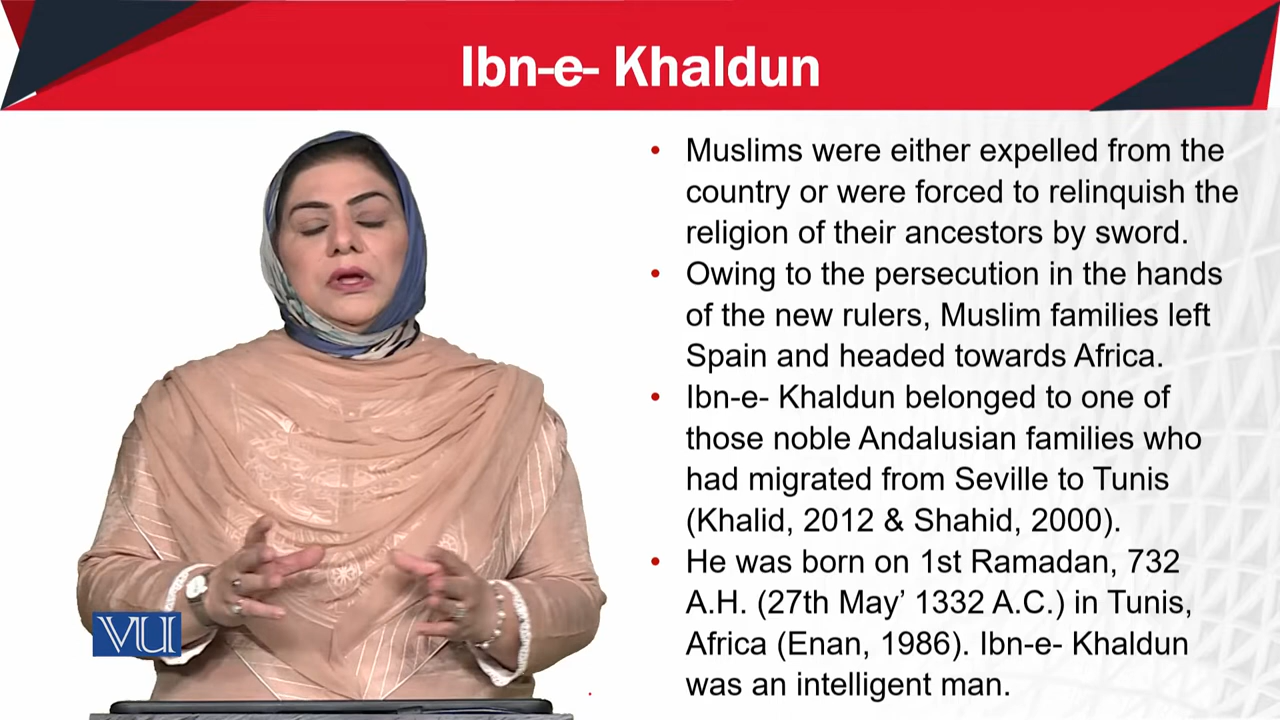 Ibn-e- Khaldun
• Muslims were either expelled from the
country or were forced to relinquish the
religion of their ancestors by sword.
• Owing to the persecution in the hands
of the new rulers, Muslim families left
Spain and headed towards Africa.
• Ibn-e- Khaldun belonged to one of
those noble Andalusian families who
had migrated from Seville to Tunis
(Khalid, 2012 & Shahid, 2000).
• He was born on 1st Ramadan, 732
A.H. (27th May’ 1332 A.C.) in Tunis,
Africa (Enan, 1986). Ibn-e- Khaldun
was an intelligent man.
VU